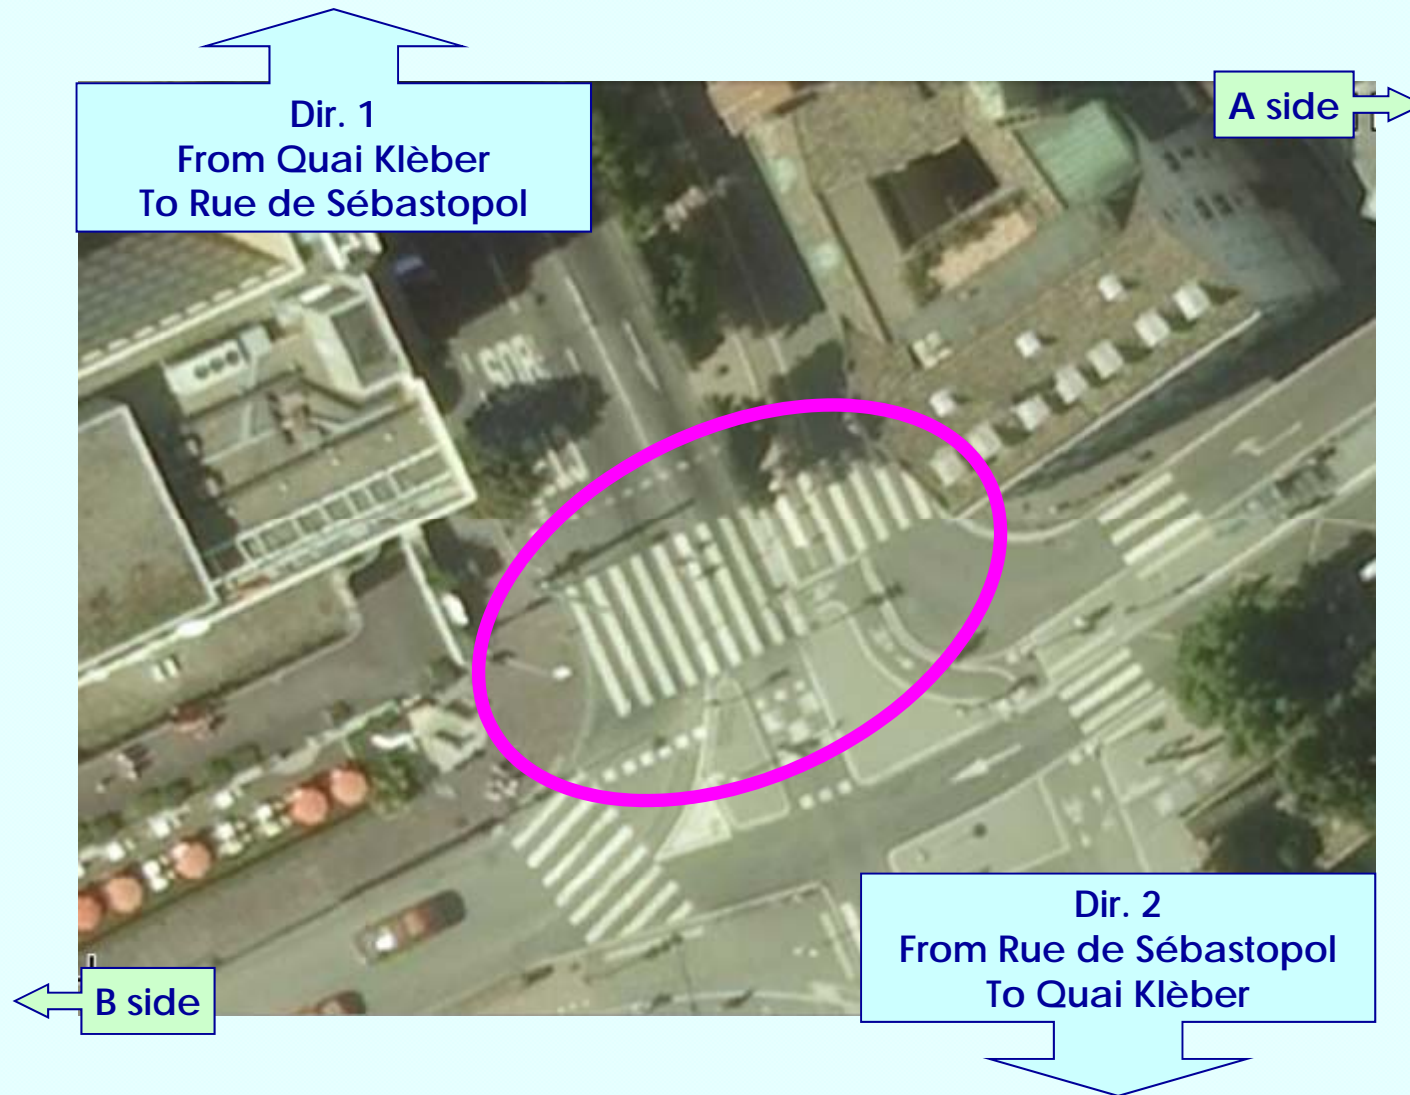 Dir. 1
From Quai Klèber
To Rue de Sébastopol
A side
B side
Dir. 2
From Rue de Sébastopol
To Quai Klèber